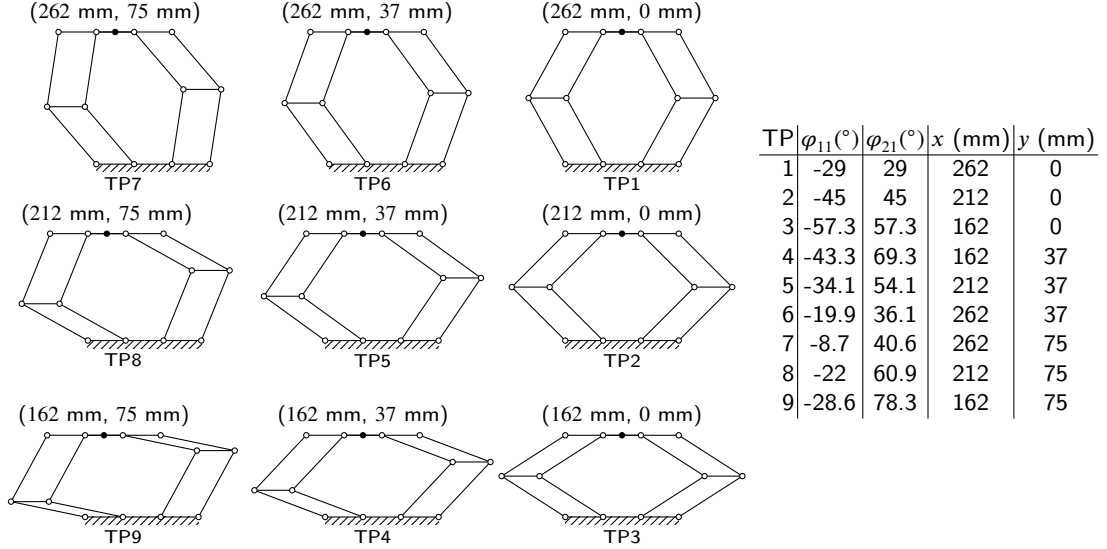 (262 mm, 75 mm) (262 mm, 37 mm) (262 mm, 0 mm)
TP7 TP6 TP1
(212 mm, 75 mm) (212 mm, 37 mm) (212 mm, 0 mm)
TP8 TP5 TP2
(162 mm, 75 mm) (162 mm, 37 mm) (162 mm, 0 mm)
TP9 TP4 TP3
TP φ₁₁(°) φ₂₁(°) x (mm) y (mm)
1 -29 29 262 0
2 -45 45 212 0
3 -57.3 57.3 162 0
4 -43.3 69.3 162 37
5 -34.1 54.1 212 37
6 -19.9 36.1 262 37
7 -8.7 40.6 262 75
8 -22 60.9 212 75
9 -28.6 78.3 162 75